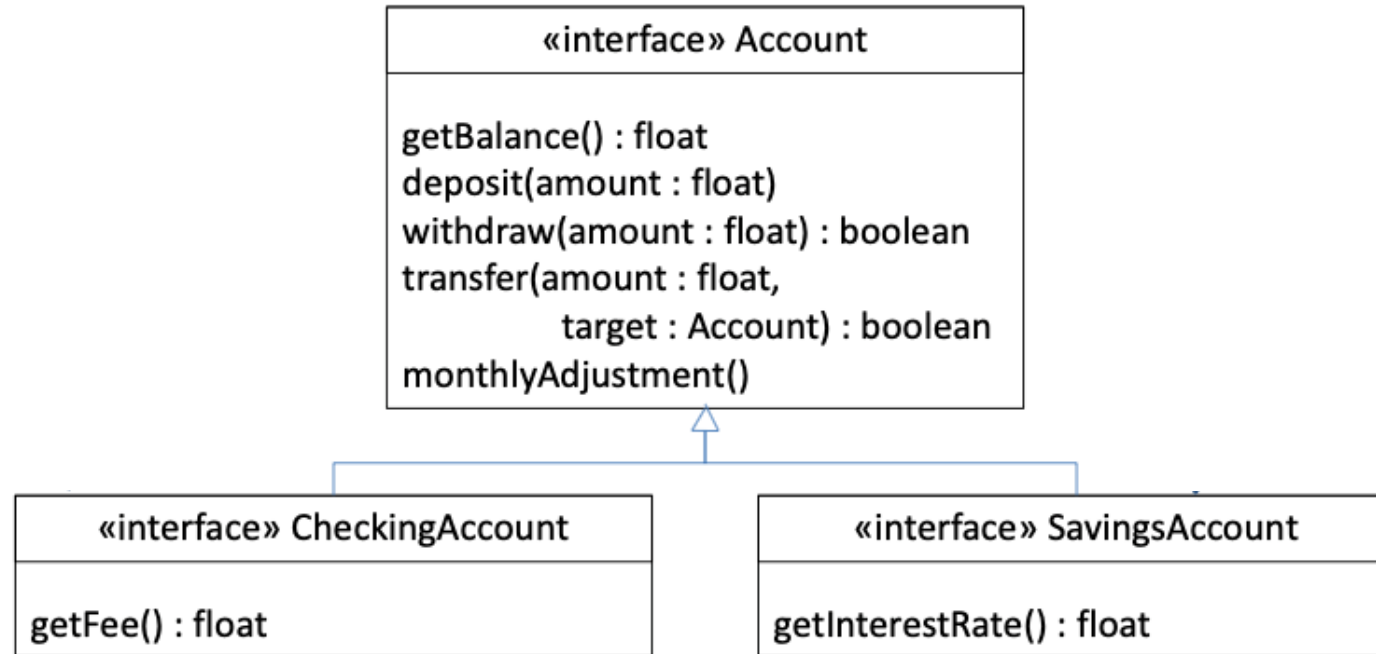 «interface» Account
getBalance() : float
deposit(amount : float)
withdraw(amount : float) : boolean
transfer(amount : float,
target : Account) : boolean
monthlyAdjustment()
«interface» CheckingAccount
«interface» SavingsAccount
getFee() : float
getInterestRate() : float